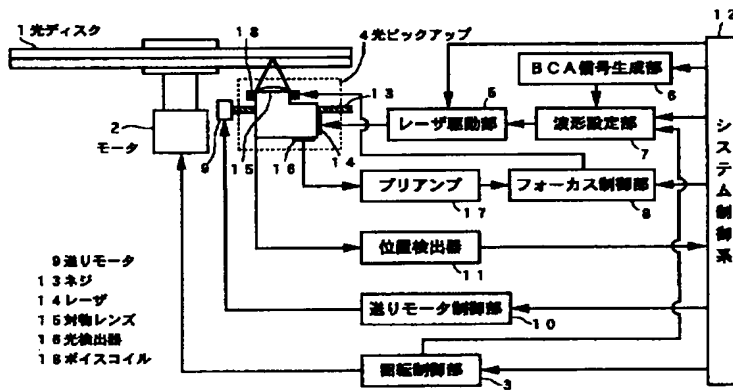 1光ディスク
18
4光ピックアップ
12
13
BCA信号生成部
6
5
2
モータ
9
レーザ駆動部
波形設定部
7
15
16
14
システム制御系
プリアンプ
17
フォーカス制御部
8
位置検出器
11
9送りモータ
13ネジ
14レーザ
15対物レンズ
16光検出器
18ボイスコイル
送りモータ制御部
10
回転制御部
3